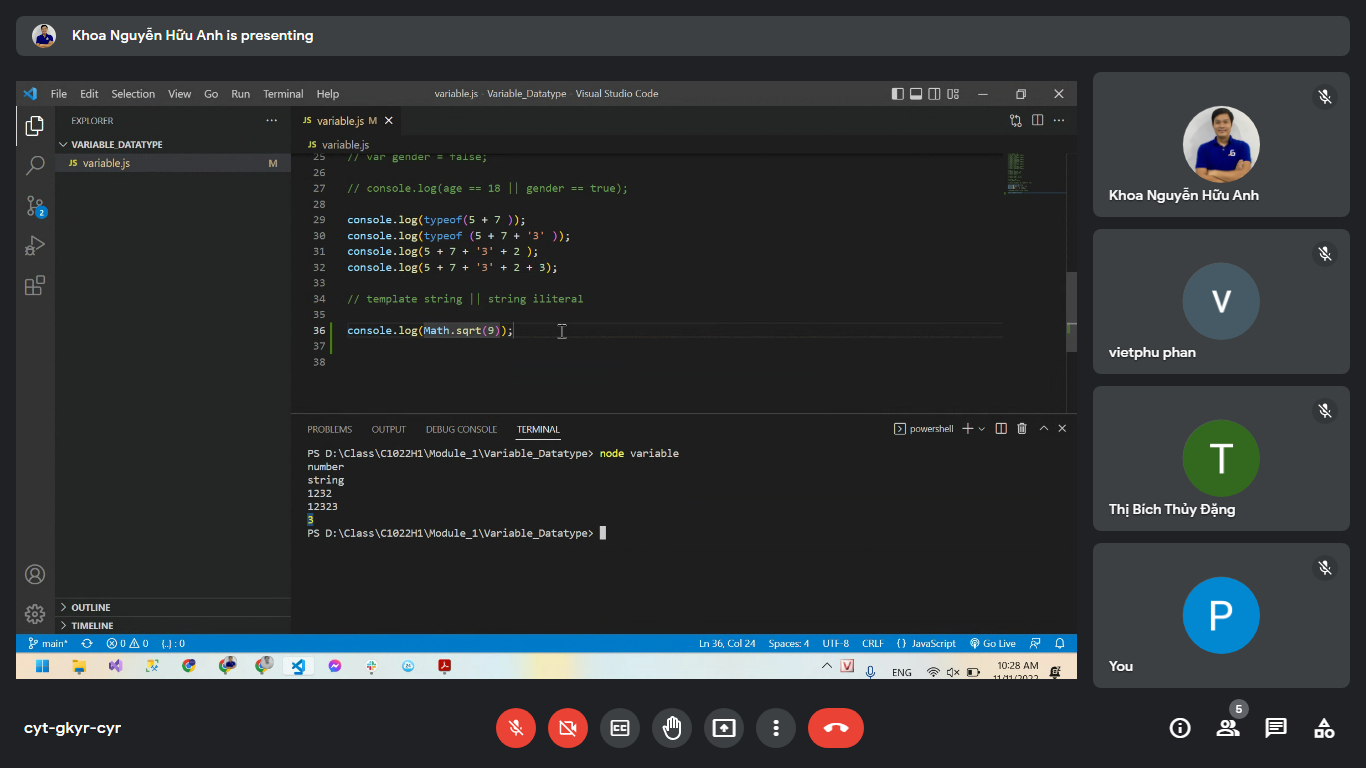 Khoa Nguyễn Hữu Anh is presenting
File Edit Selection View Go Run Terminal Help
variable.js - Variable_Datatype - Visual Studio Code
EXPLORER
VARIABLE_DATATYPE
JS variable.js M
2
OUTLINE
TIMELINE
JS variable.js M
JS variable.js
25 // var gender = false;
26
27 // console.log(age == 18 || gender == true);
28
29 console.log(typeof(5 + 7 ));
30 console.log(typeof (5 + 7 + '3' ));
31 console.log(5 + 7 + '3' + 2 );
32 console.log(5 + 7 + '3' + 2 + 3);
33
34 // template string || string iliteral
35
36 console.log(Math.sqrt(9));
37
38
PROBLEMS OUTPUT DEBUG CONSOLE TERMINAL
powershell
PS D:\Class\C1022H1\Module_1\Variable_Datatype> node variable
number
string
1232
12323
3
PS D:\Class\C1022H1\Module_1\Variable_Datatype>
main* 0 0 {..} : 0
Ln 36, Col 24 Spaces: 4 UTF-8 CRLF {} JavaScript Go Live
V ENG 10:28 AM
11/11/2022
Khoa Nguyễn Hữu Anh
V
vietphu phan
T
Thị Bích Thủy Đặng
P
You
cyt-gkyr-cyr
5